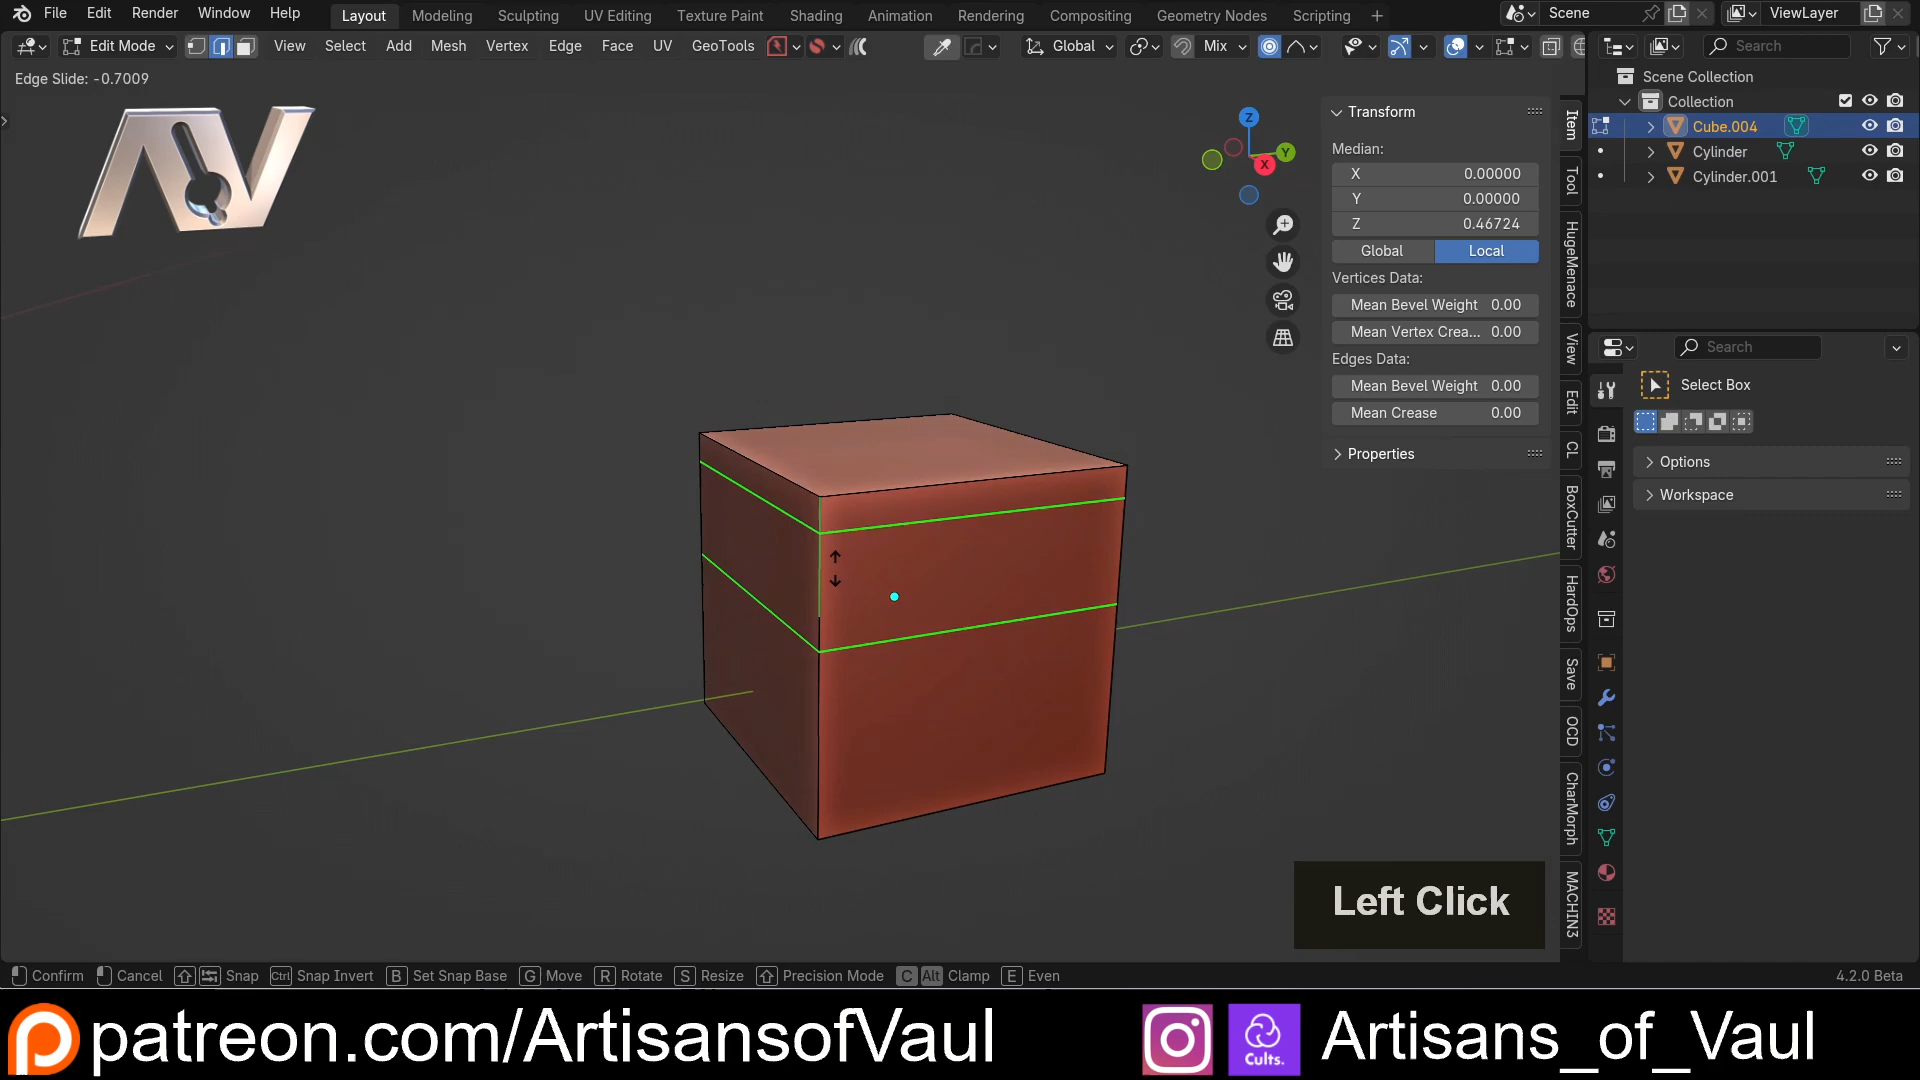 File Edit Render Window Help Layout Modeling Sculpting UV Editing Texture Paint Shading Animation Rendering Compositing Geometry Nodes Scripting + Scene ViewLayer
Edit Mode View Select Add Mesh Vertex Edge Face UV GeoTools Global Mix Search
Edge Slide: -0.7009
AV
Z
Y
X
Transform
Median:
X 0.00000
Y 0.00000
Z 0.46724
Global Local
Vertices Data:
Mean Bevel Weight 0.00
Mean Vertex Crea... 0.00
Edges Data:
Mean Bevel Weight 0.00
Mean Crease 0.00
Properties
Item
Tool
HugeMenace
View
Edit
CL
BoxCutter
HardOps
Save
OCD
CharMorph
MACHIN3
Scene Collection
Collection
Cube.004
Cylinder
Cylinder.001
Search
Select Box
Options
Workspace
Left Click
Confirm Cancel Snap Ctrl Snap Invert B Set Snap Base G Move R Rotate S Resize Precision Mode C Alt Clamp E Even 4.2.0 Beta
patreon.com/ArtisansofVaul Cults. Artisans_of_Vaul